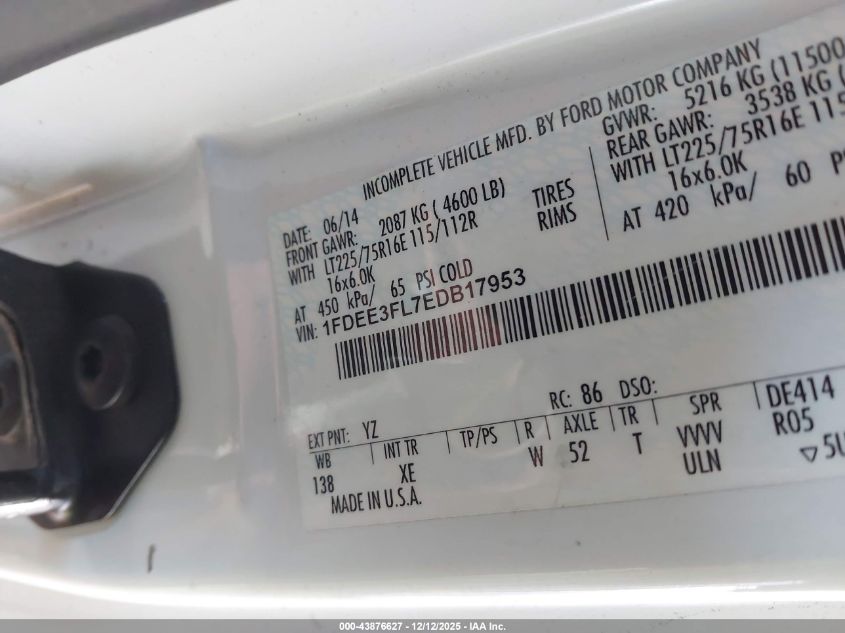 INCOMPLETE VEHICLE MFD. BY FORD MOTOR COMPANY
DATE: 06/14
FRONT GAWR: 2087 KG ( 4600 LB)
WITH LT225/75R16E 115/112R TIRES
16x6.0K RIMS
AT 450 kPa/ 65 PSI COLD
GVWR: 5216 KG (11500
REAR GAWR: 3538 KG (
WITH LT225/75R16E 115
16x6.0K
AT 420 kPa/ 60
VIN: 1FDEE3FL7EDB17953
RC: 86 DSO:
EXT PNT: YZ
WB INT TR TP/PS R AXLE TR SPR DE414
138 XE W 52 T VVVV R05
ULN ▽5U
MADE IN U.S.A.
000-43876627 - 12/12/2025 - IAA Inc.